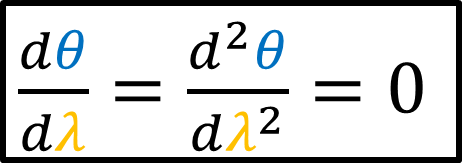 dθ/dλ = d²θ/dλ² = 0